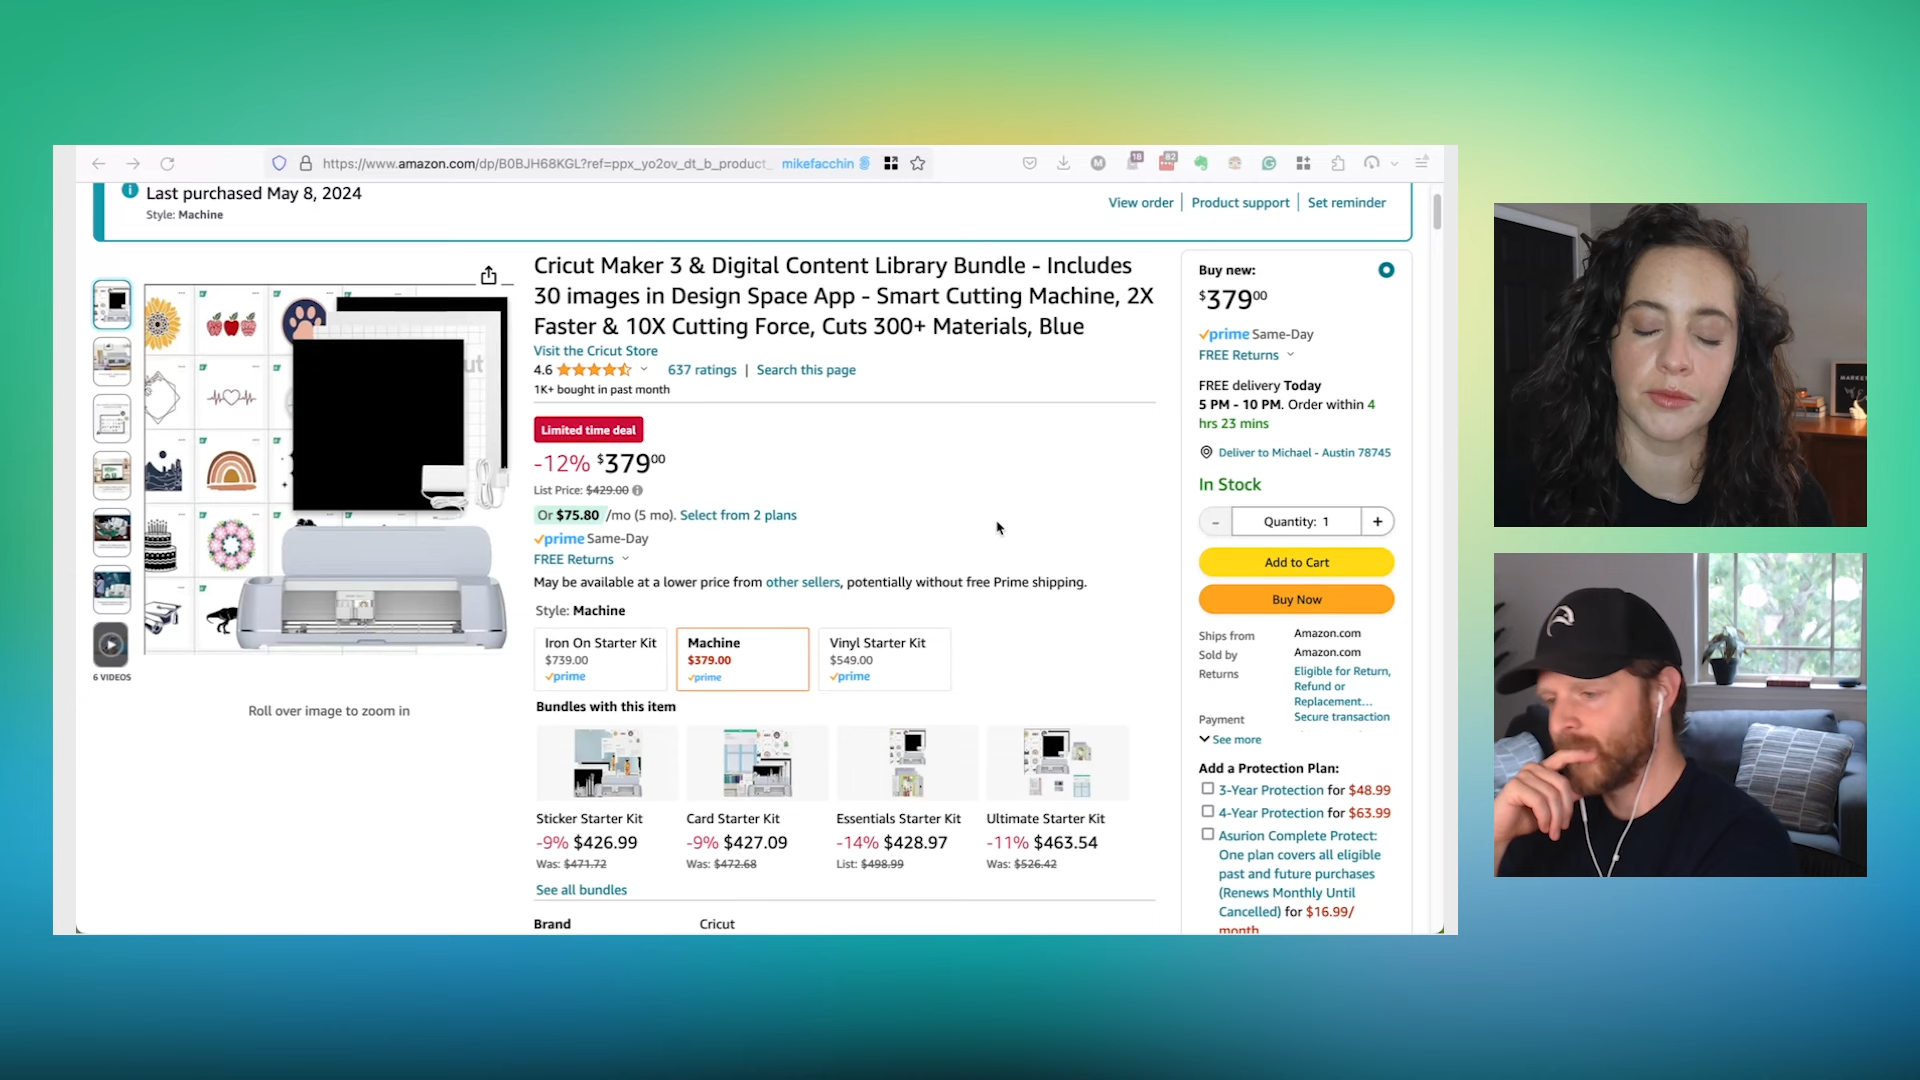 https://www.amazon.com/dp/B0BJH68KGL?ref=ppx_yo2ov_dt_b_product_
mikefacchin
18
82
Last purchased May 8, 2024
Style: Machine
View order
Product support
Set reminder
Cricut Maker 3 & Digital Content Library Bundle - Includes
30 images in Design Space App - Smart Cutting Machine, 2X
Faster & 10X Cutting Force, Cuts 300+ Materials, Blue
Visit the Cricut Store
4.6
637 ratings | Search this page
1K+ bought in past month
Limited time deal
-12% $379 00
List Price: $429.00
Or $75.80 /mo (5 mo). Select from 2 plans
prime Same-Day
FREE Returns
May be available at a lower price from other sellers, potentially without free Prime shipping.
Style: Machine
Iron On Starter Kit
$739.00
prime
Machine
$379.00
prime
Vinyl Starter Kit
$549.00
prime
Bundles with this item
Sticker Starter Kit
-9% $426.99
Was: $471.72
Card Starter Kit
-9% $427.09
Was: $472.68
Essentials Starter Kit
-14% $428.97
List: $498.99
Ultimate Starter Kit
-11% $463.54
Was: $526.42
See all bundles
Brand
Cricut
6 VIDEOS
Roll over image to zoom in
Buy new:
$379 00
prime Same-Day
FREE Returns
FREE delivery Today
5 PM - 10 PM. Order within 4
hrs 23 mins
Deliver to Michael - Austin 78745
In Stock
- Quantity: 1 +
Add to Cart
Buy Now
Ships from Amazon.com
Sold by Amazon.com
Returns Eligible for Return,
Refund or
Replacement...
Payment Secure transaction
See more
Add a Protection Plan:
3-Year Protection for $48.99
4-Year Protection for $63.99
Asurion Complete Protect:
One plan covers all eligible
past and future purchases
(Renews Monthly Until
Cancelled) for $16.99/
month